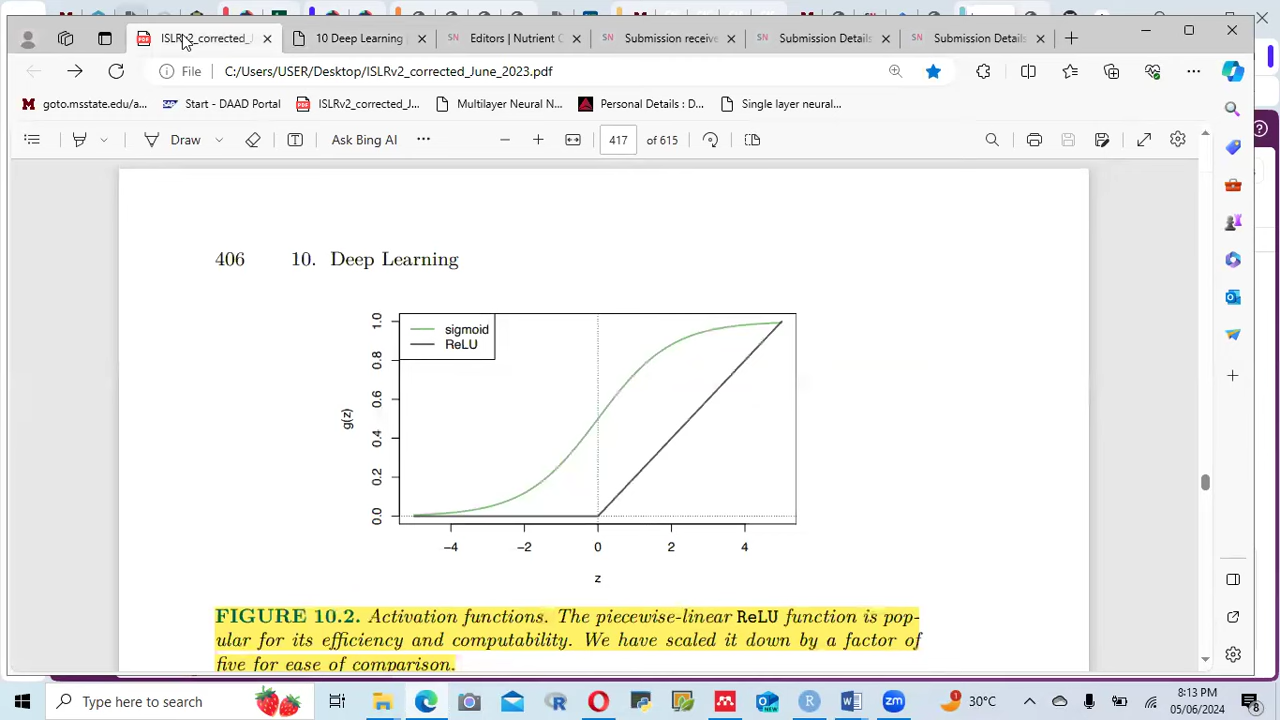 ISLRv2_corrected_J
10 Deep Learning
Editors | Nutrient C
Submission receive
Submission Details
Submission Details
File
C:/Users/USER/Desktop/ISLRv2_corrected_June_2023.pdf
goto.msstate.edu/a...
Start - DAAD Portal
ISLRv2_corrected_J...
Multilayer Neural N...
Personal Details : D...
Single layer neural...
Draw
Ask Bing AI
417 of 615
406 10. Deep Learning
sigmoid
ReLU
1.0
0.8
0.6
0.4
0.2
0.0
g(z)
−4 −2 0 2 4
z
FIGURE 10.2. Activation functions. The piecewise-linear ReLU function is pop-
ular for its efficiency and computability. We have scaled it down by a factor of
five for ease of comparison.
Type here to search
30°C
8:13 PM
05/06/2024
8